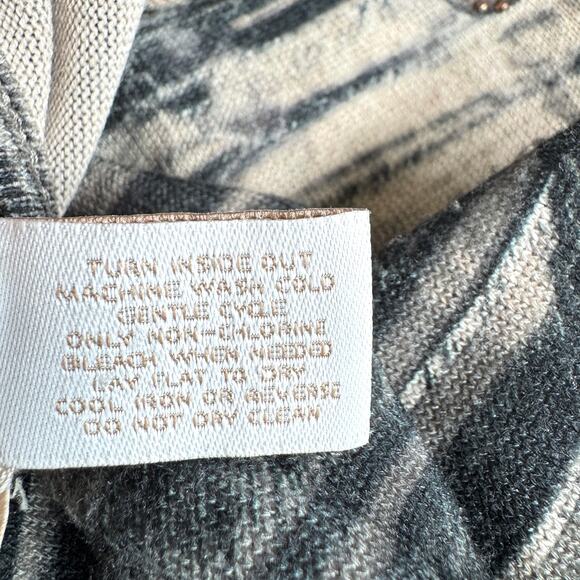 TURN INSIDE OUT
MACHINE WASH COLD
GENTLE CYCLE
ONLY NON-CHLORINE
BLEACH WHEN NEEDED
LAY FLAT TO DRY
COOL IRON OR REVERSE
DO NOT DRY CLEAN